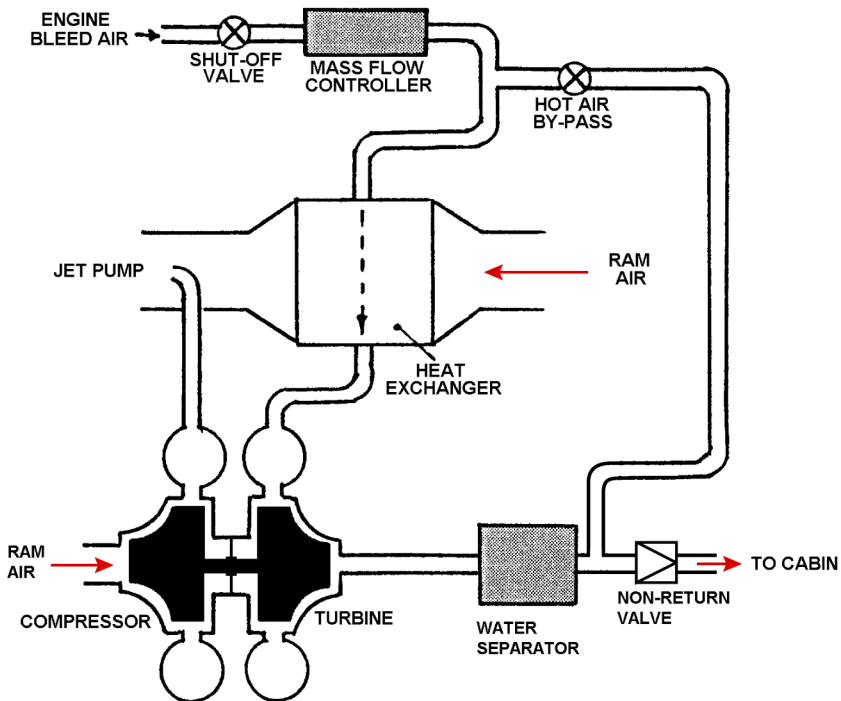 ENGINE
BLEED AIR
SHUT-OFF
VALVE
MASS FLOW
CONTROLLER
HOT AIR
BY-PASS
JET PUMP
RAM
AIR
HEAT
EXCHANGER
RAM
AIR
COMPRESSOR
TURBINE
WATER
SEPARATOR
NON-RETURN
VALVE
TO CABIN